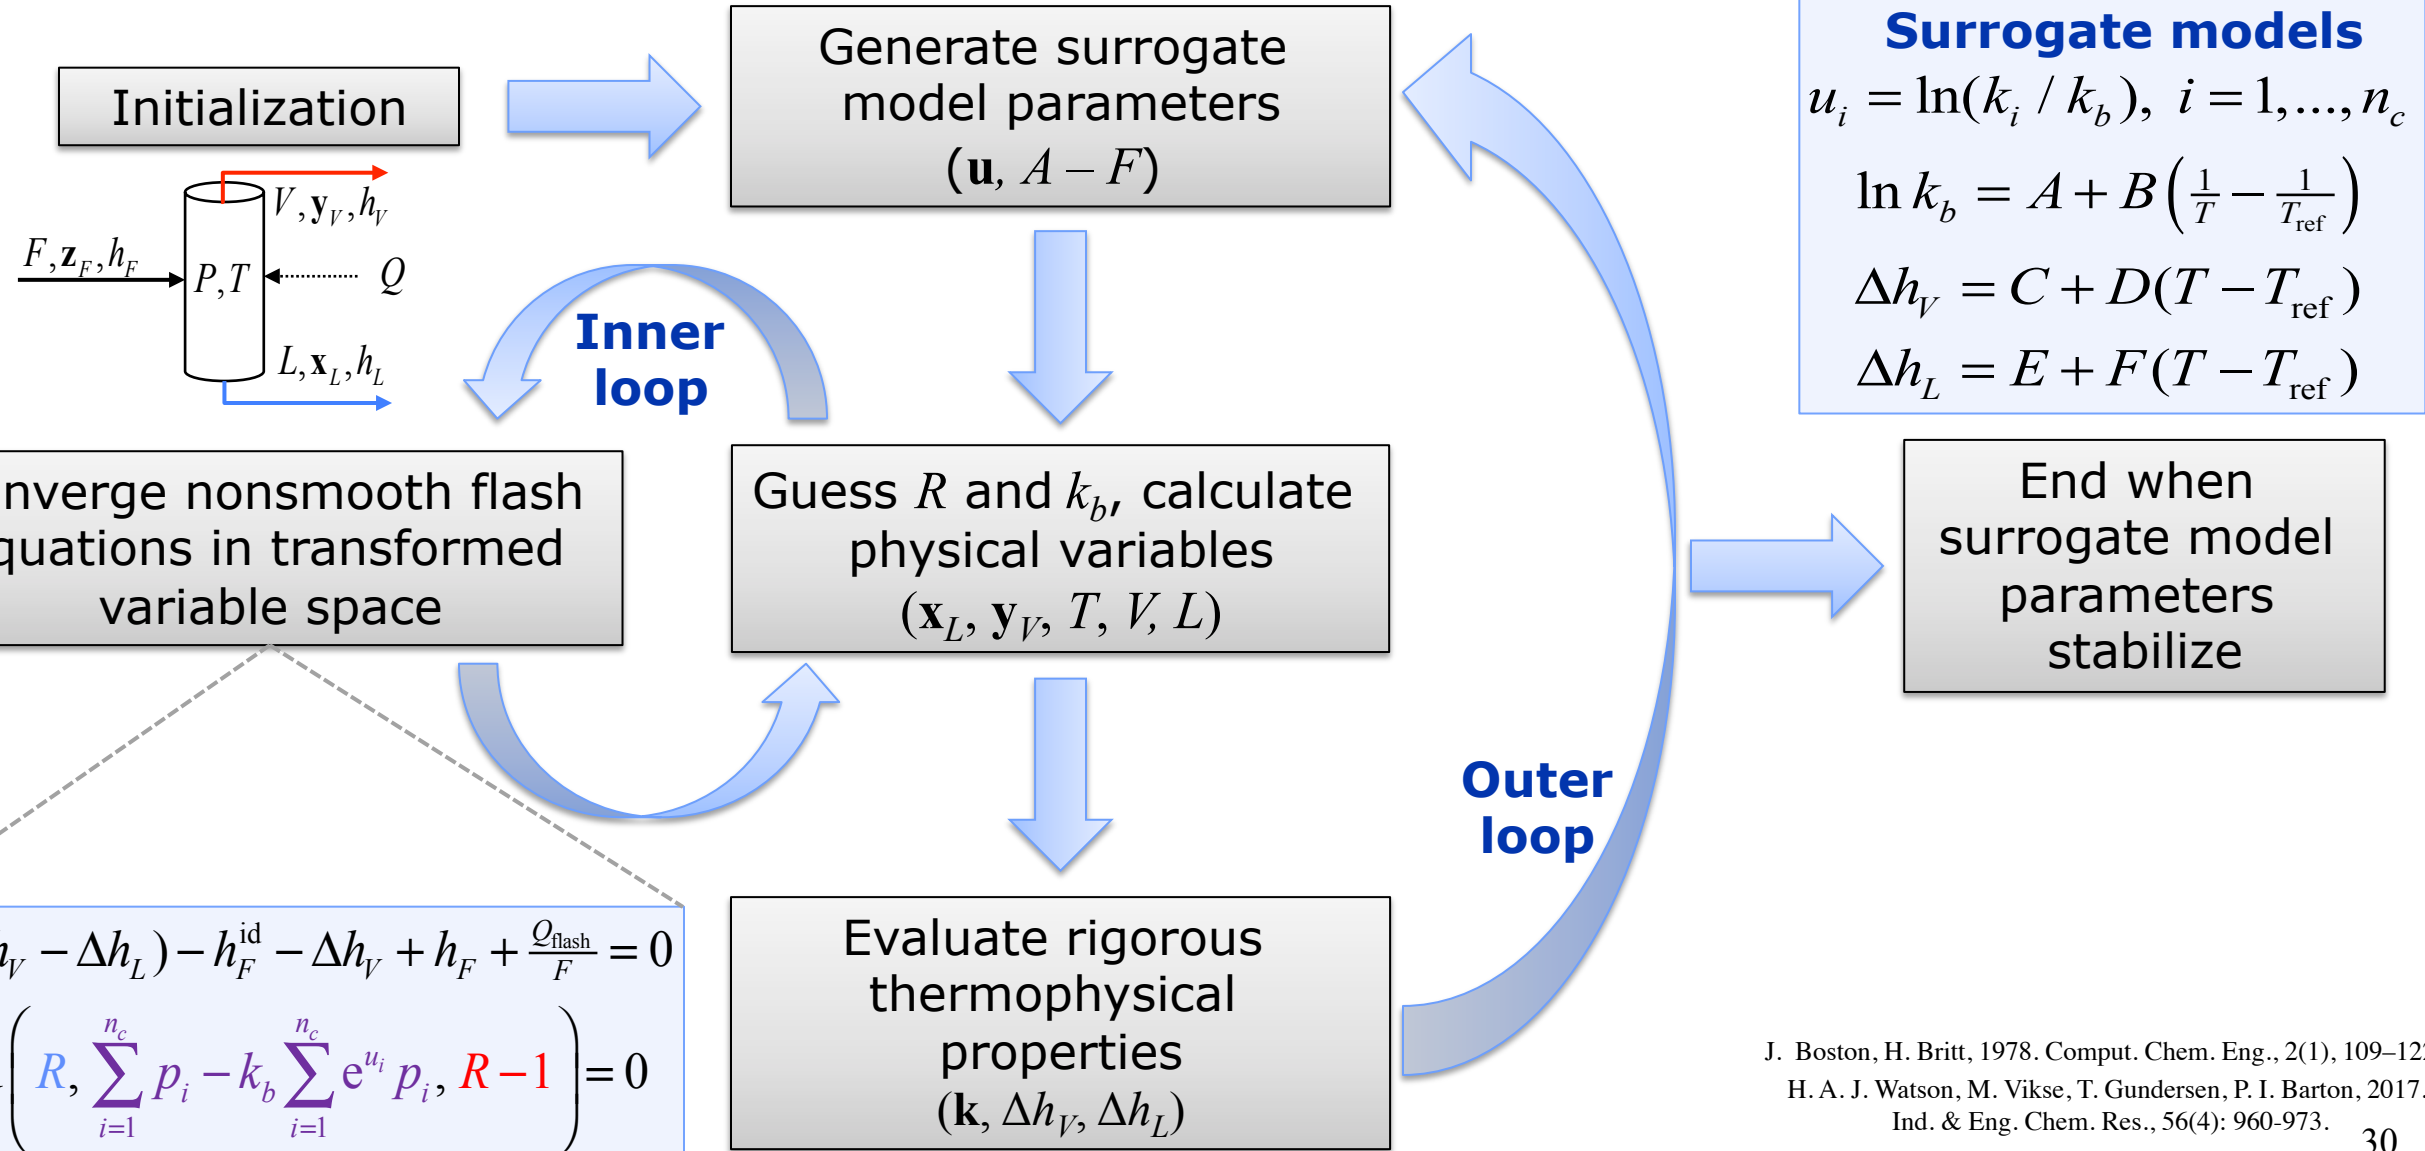 Initialization
V, y_V, h_V
F, z_F, h_F
P, T
Q
L, x_L, h_L
Generate surrogate
model parameters
(u, A – F)
Surrogate models
u_i = ln(k_i / k_b), i = 1,..., n_c
ln k_b = A + B(1/T − 1/T_ref)
Δh_V = C + D(T − T_ref)
Δh_L = E + F(T − T_ref)
Inner
loop
nverge nonsmooth flash
quations in transformed
variable space
Guess R and k_b, calculate
physical variables
(x_L, y_V, T, V, L)
End when
surrogate model
parameters
stabilize
Outer
loop
h_V − Δh_L) − h_F^id − Δh_V + h_F + Q_flash/F = 0
(R, ∑_{i=1}^{n_c} p_i − k_b ∑_{i=1}^{n_c} e^{u_i} p_i, R − 1) = 0
Evaluate rigorous
thermophysical
properties
(k, Δh_V, Δh_L)
J. Boston, H. Britt, 1978. Comput. Chem. Eng., 2(1), 109–122
H. A. J. Watson, M. Vikse, T. Gundersen, P. I. Barton, 2017.
Ind. & Eng. Chem. Res., 56(4): 960-973.
30